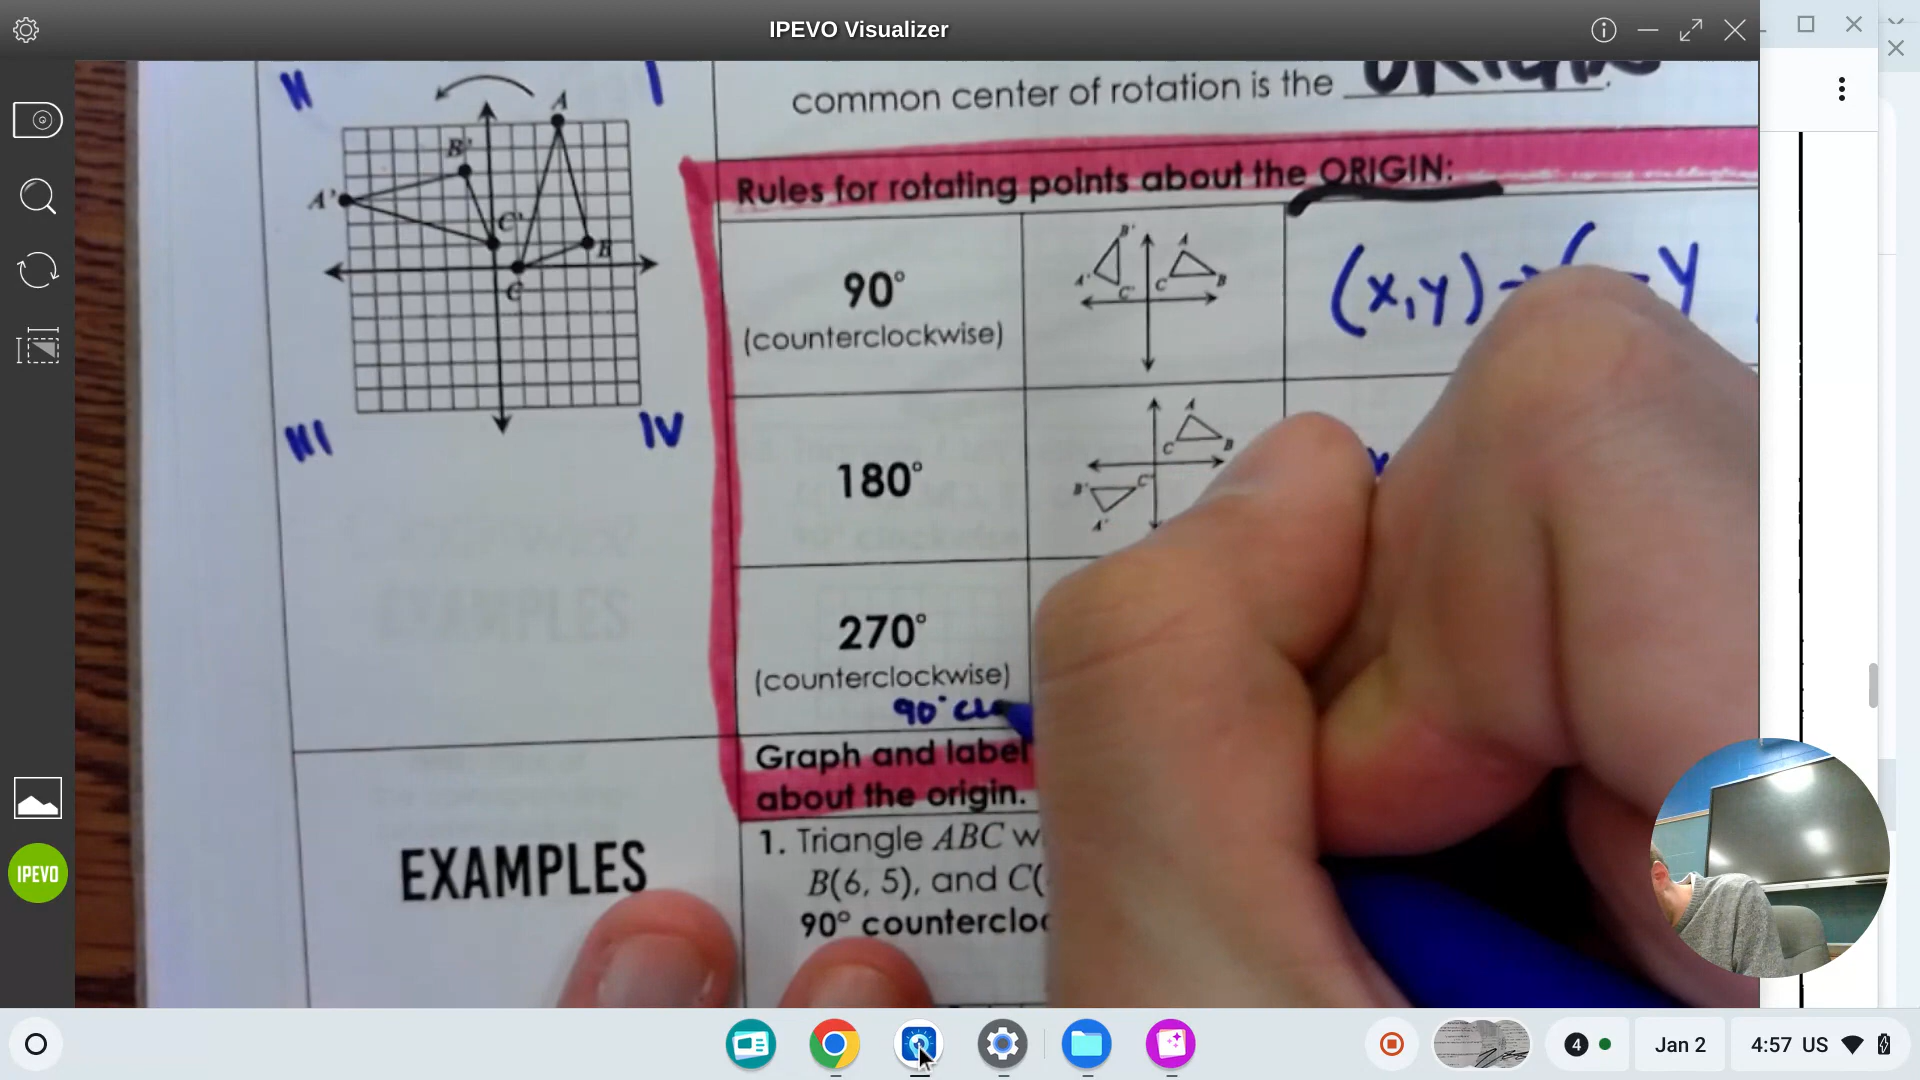 IPEVO Visualizer
II
I
A
B'
A'
C'
B
C
III
IV
common center of rotation is the ORIGIN.
Rules for rotating points about the ORIGIN:
90°
(counterclockwise)
B'
A
A'
C'
C
B
(x,y)→(-y
180°
A
C
B
B'
C'
A'
270°
(counterclockwise)
90°
Graph and label
about the origin.
EXAMPLES
1. Triangle ABC
B(6, 5), and C(
90°
IPEVO
4
Jan 2
4:57 US